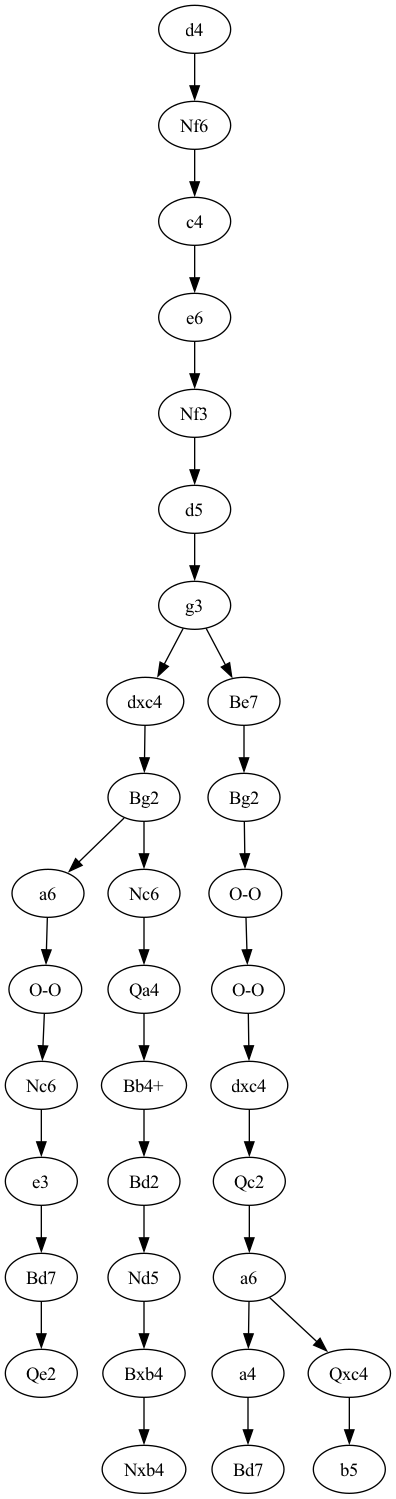 d4
Nf6
c4
e6
Nf3
d5
g3
dxc4
Be7
Bg2
Bg2
a6
Nc6
O-O
O-O
Qa4
O-O
Nc6
Bb4+
dxc4
e3
Bd2
Qc2
Bd7
Nd5
a6
Qe2
Bxb4
a4
Qxc4
Nxb4
Bd7
b5